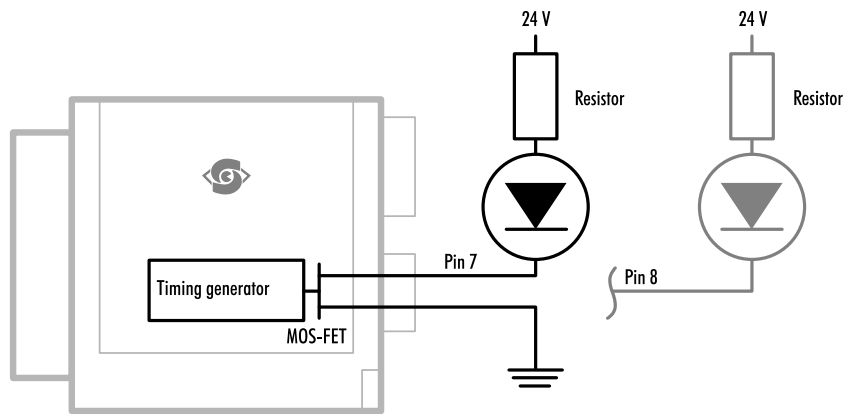 24 V
24 V
Resistor
Resistor
Pin 7
Pin 8
Timing generator
MOS-FET